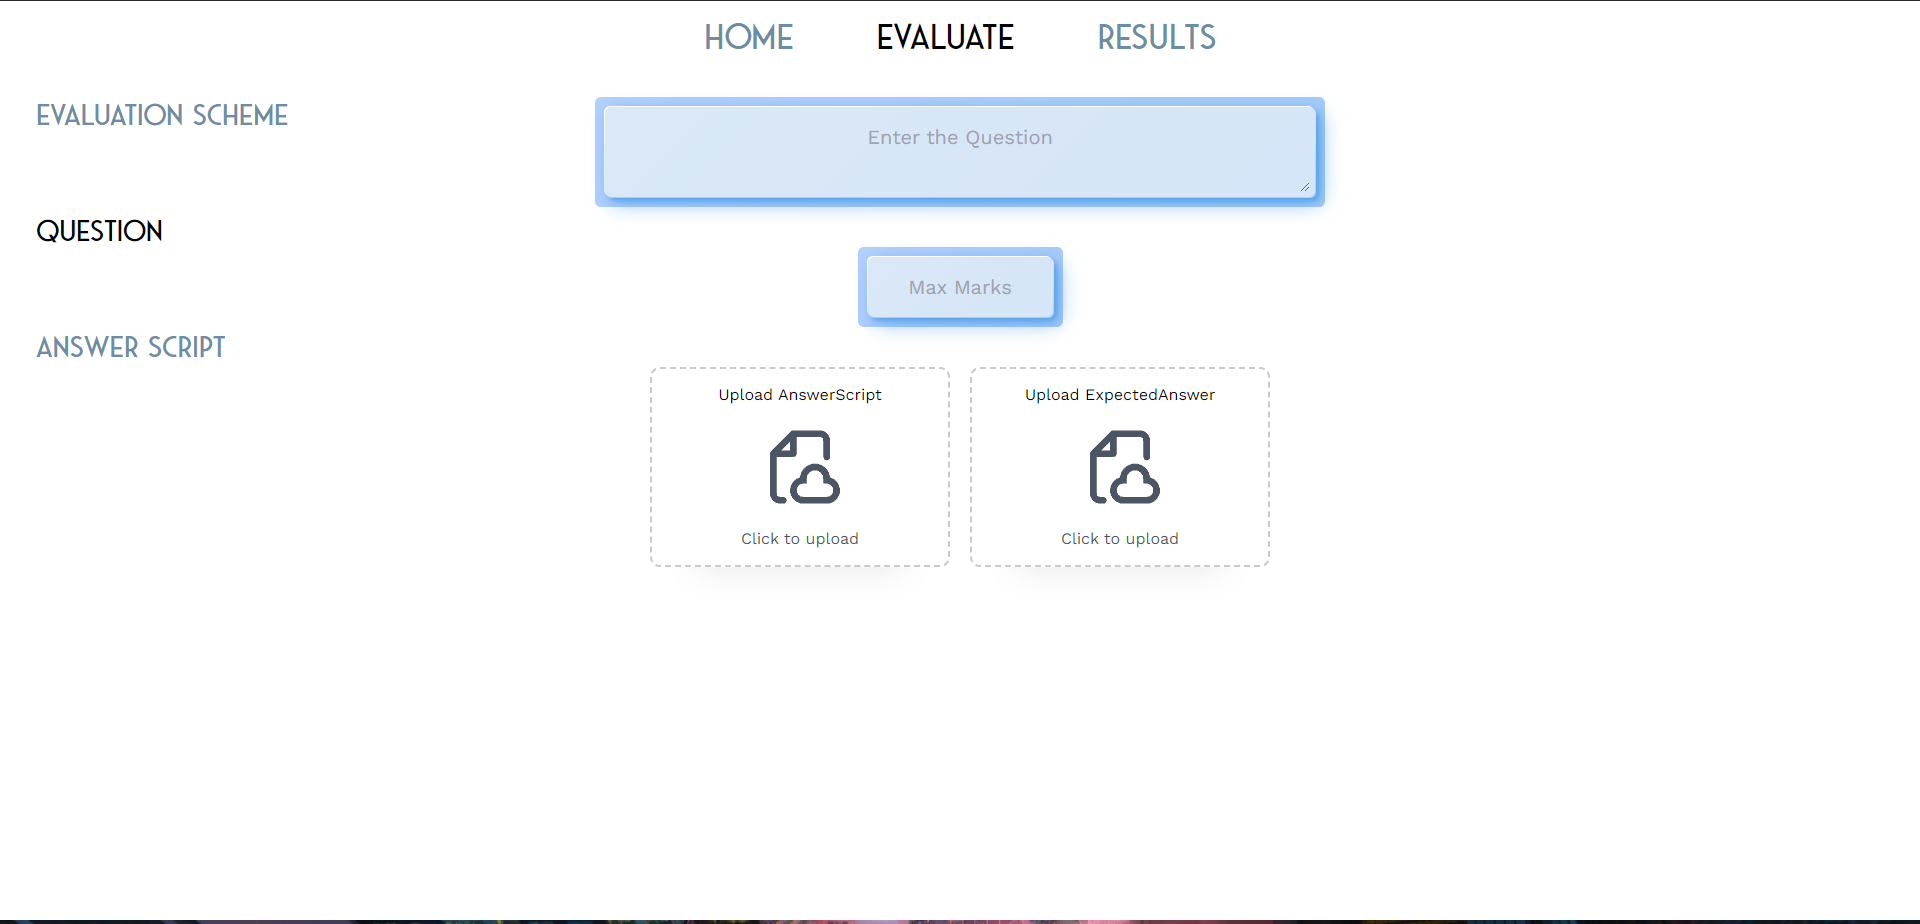 HOME EVALUATE RESULTS
EVALUATION SCHEME
QUESTION
ANSWER SCRIPT
Enter the Question
Max Marks
Upload AnswerScript
Click to upload
Upload ExpectedAnswer
Click to upload